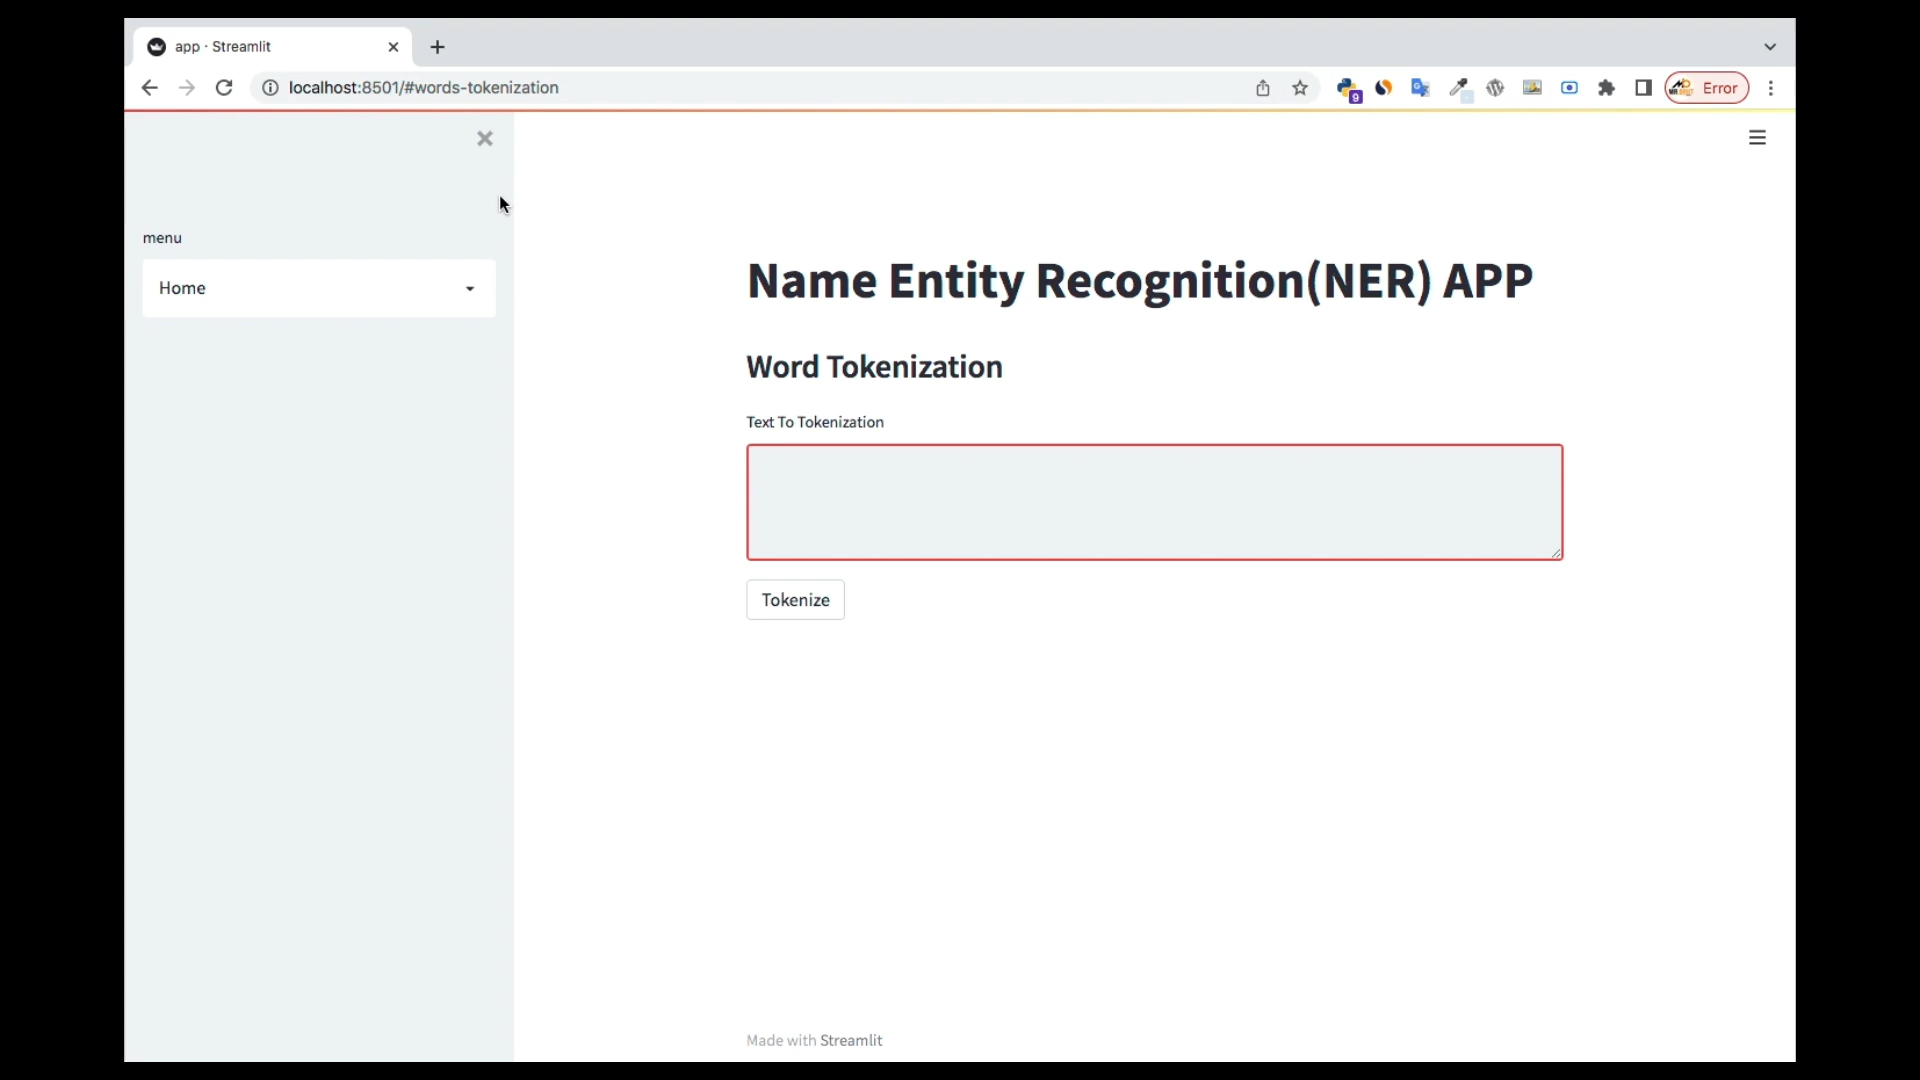 app · Streamlit
localhost:8501/#words-tokenization
9
Error
menu
Home
Name Entity Recognition(NER) APP
Word Tokenization
Text To Tokenization
Tokenize
Made with Streamlit